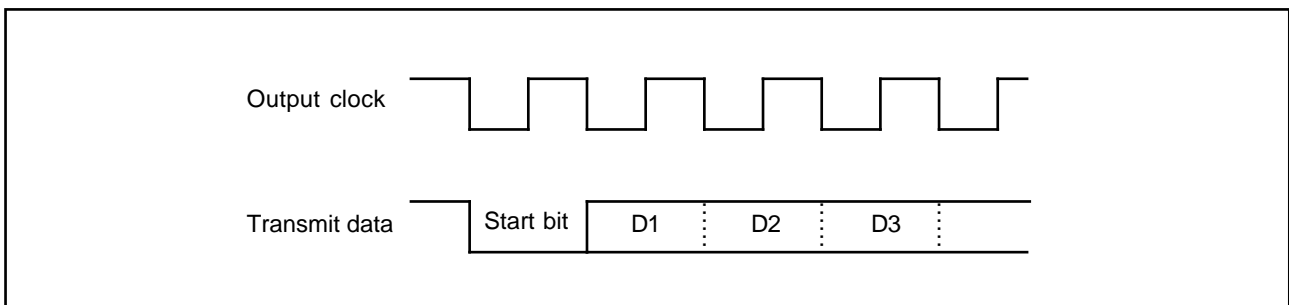 Output clock
Transmit data
Start bit
D1
D2
D3